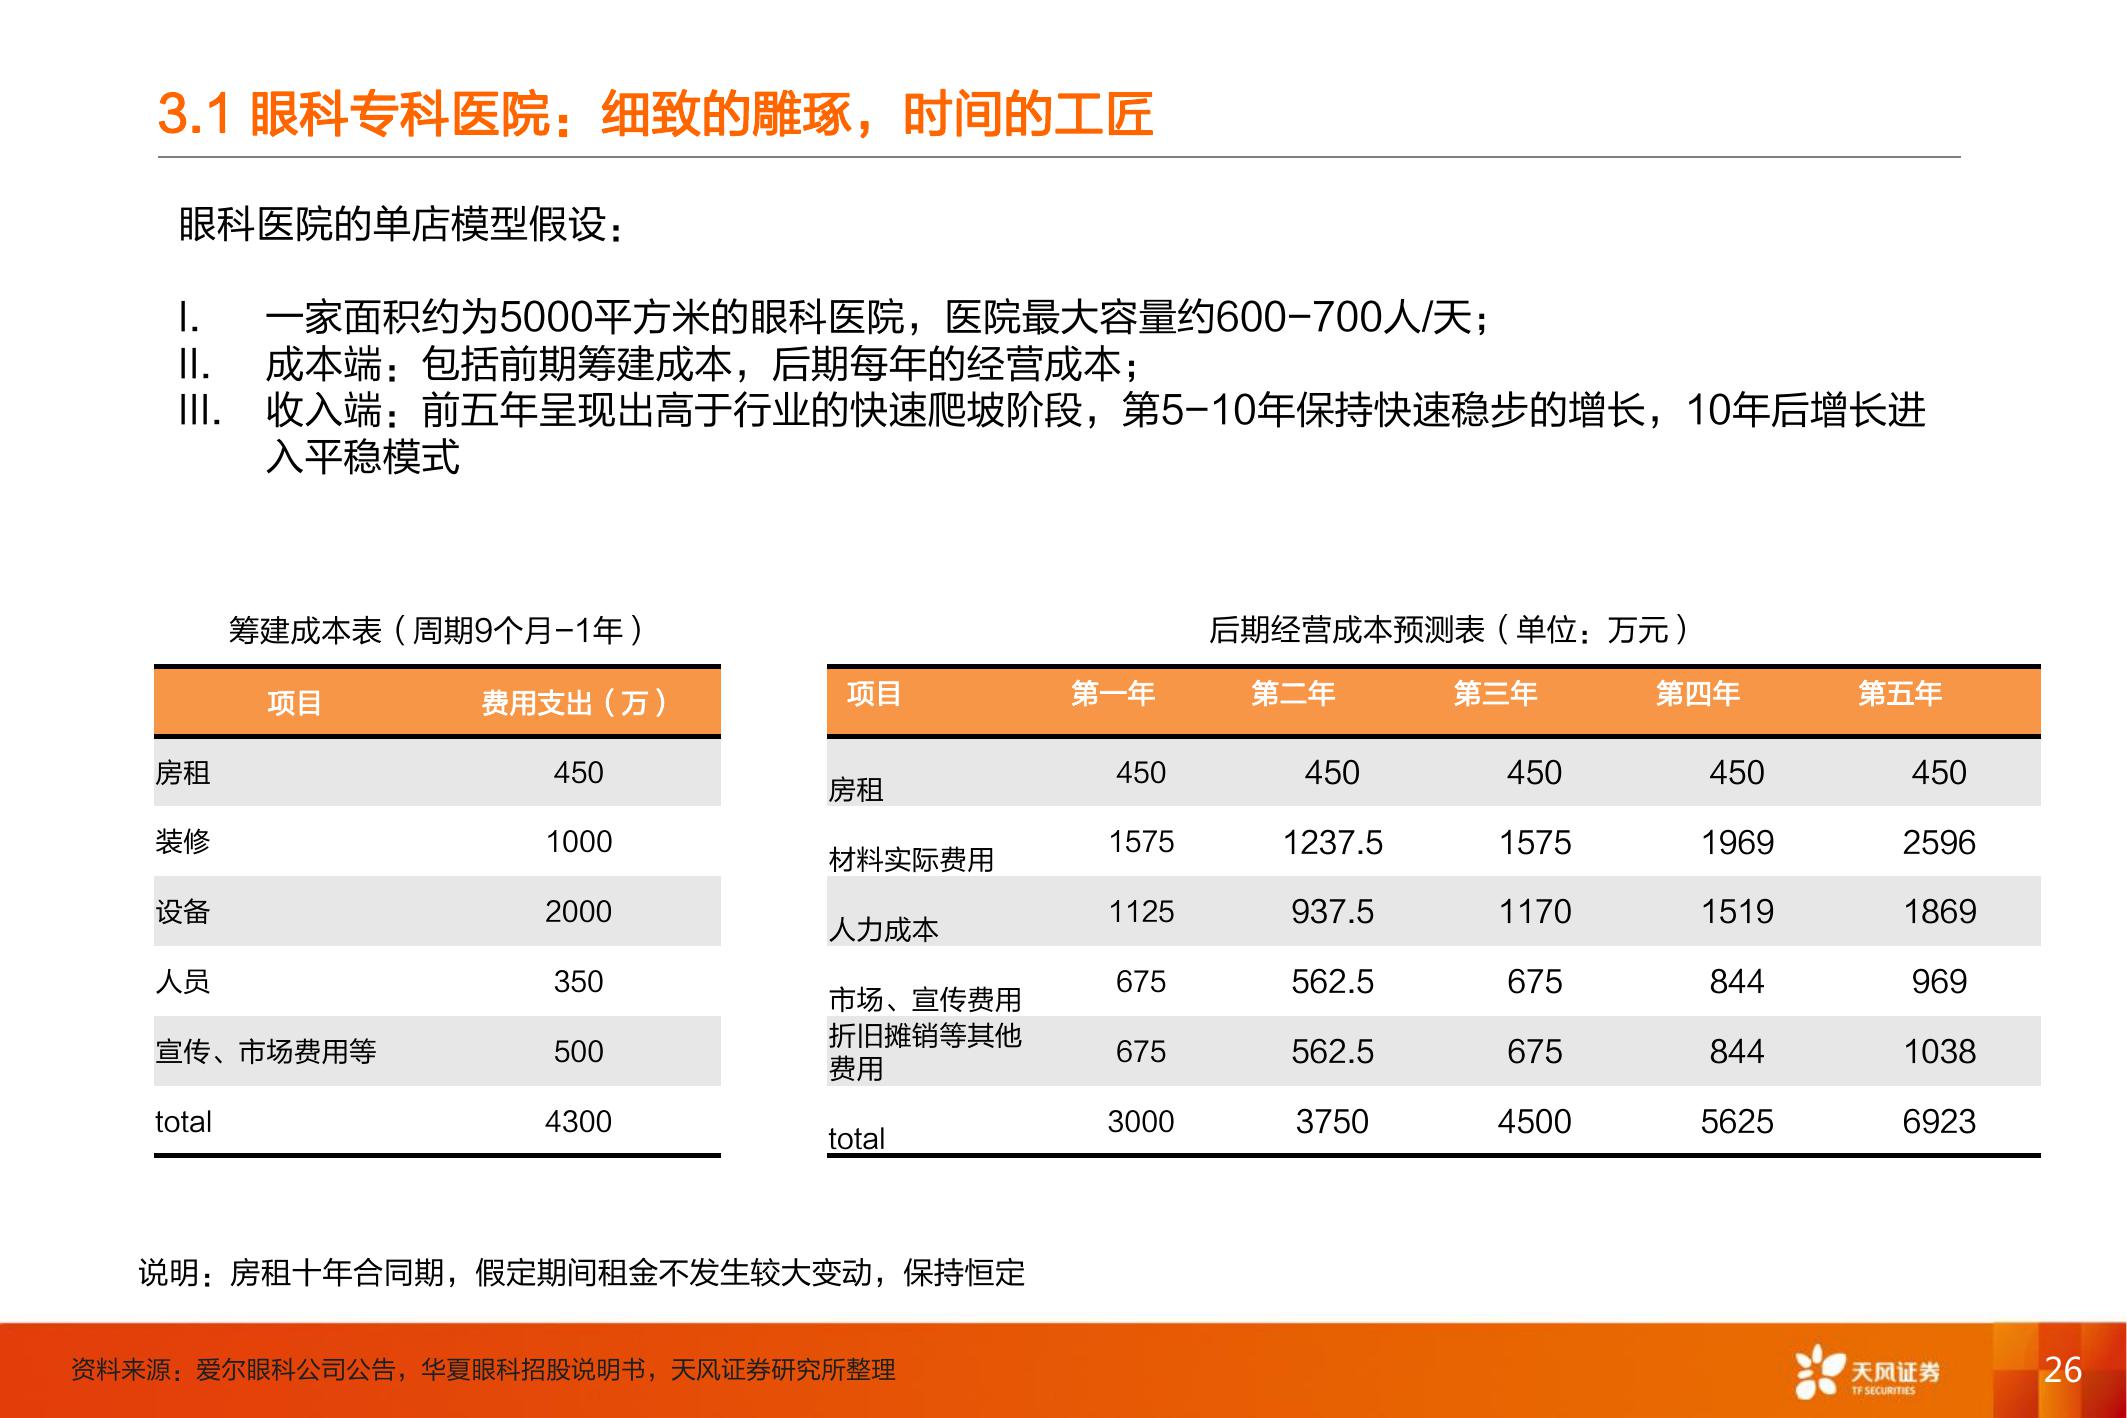 3.1 眼科专科医院：细致的雕琢，时间的工匠
眼科医院的单店模型假设：
I. 一家面积约为5000平方米的眼科医院，医院最大容量约600-700人/天；
II. 成本端：包括前期筹建成本，后期每年的经营成本；
III. 收入端：前五年呈现出高于行业的快速爬坡阶段，第5-10年保持快速稳步的增长，10年后增长进
入平稳模式
筹建成本表（周期9个月-1年）
项目 费用支出（万）
房租 450
装修 1000
设备 2000
人员 350
宣传、市场费用等 500
total 4300
后期经营成本预测表（单位：万元）
项目 第一年 第二年 第三年 第四年 第五年
房租 450 450 450 450 450
材料实际费用 1575 1237.5 1575 1969 2596
人力成本 1125 937.5 1170 1519 1869
市场、宣传费用 675 562.5 675 844 969
折旧摊销等其他
费用 675 562.5 675 844 1038
total 3000 3750 4500 5625 6923
说明：房租十年合同期，假定期间租金不发生较大变动，保持恒定
资料来源：爱尔眼科公司公告，华夏眼科招股说明书，天风证券研究所整理
天风证券
TF SECURITIES
26